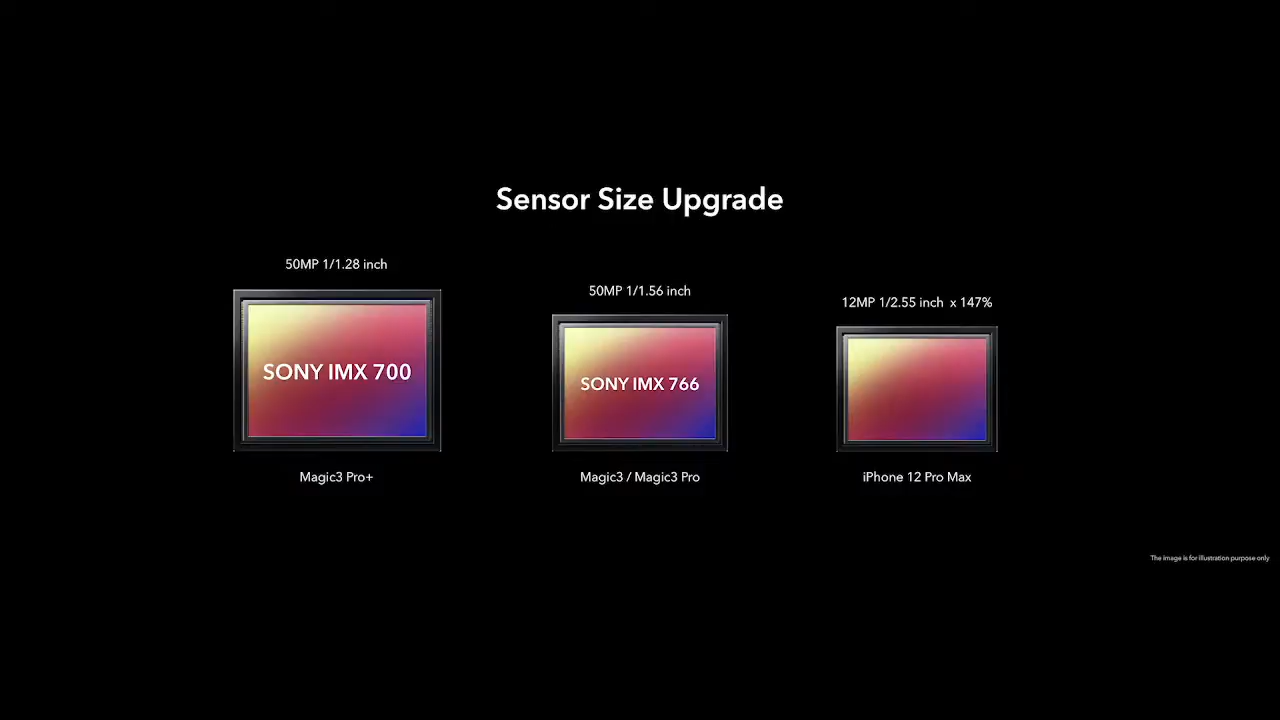 Sensor Size Upgrade
50MP 1/1.28 inch
SONY IMX 700
Magic3 Pro+
50MP 1/1.56 inch
SONY IMX 766
Magic3 / Magic3 Pro
12MP 1/2.55 inch x 147%
iPhone 12 Pro Max
The image is for illustration purpose only